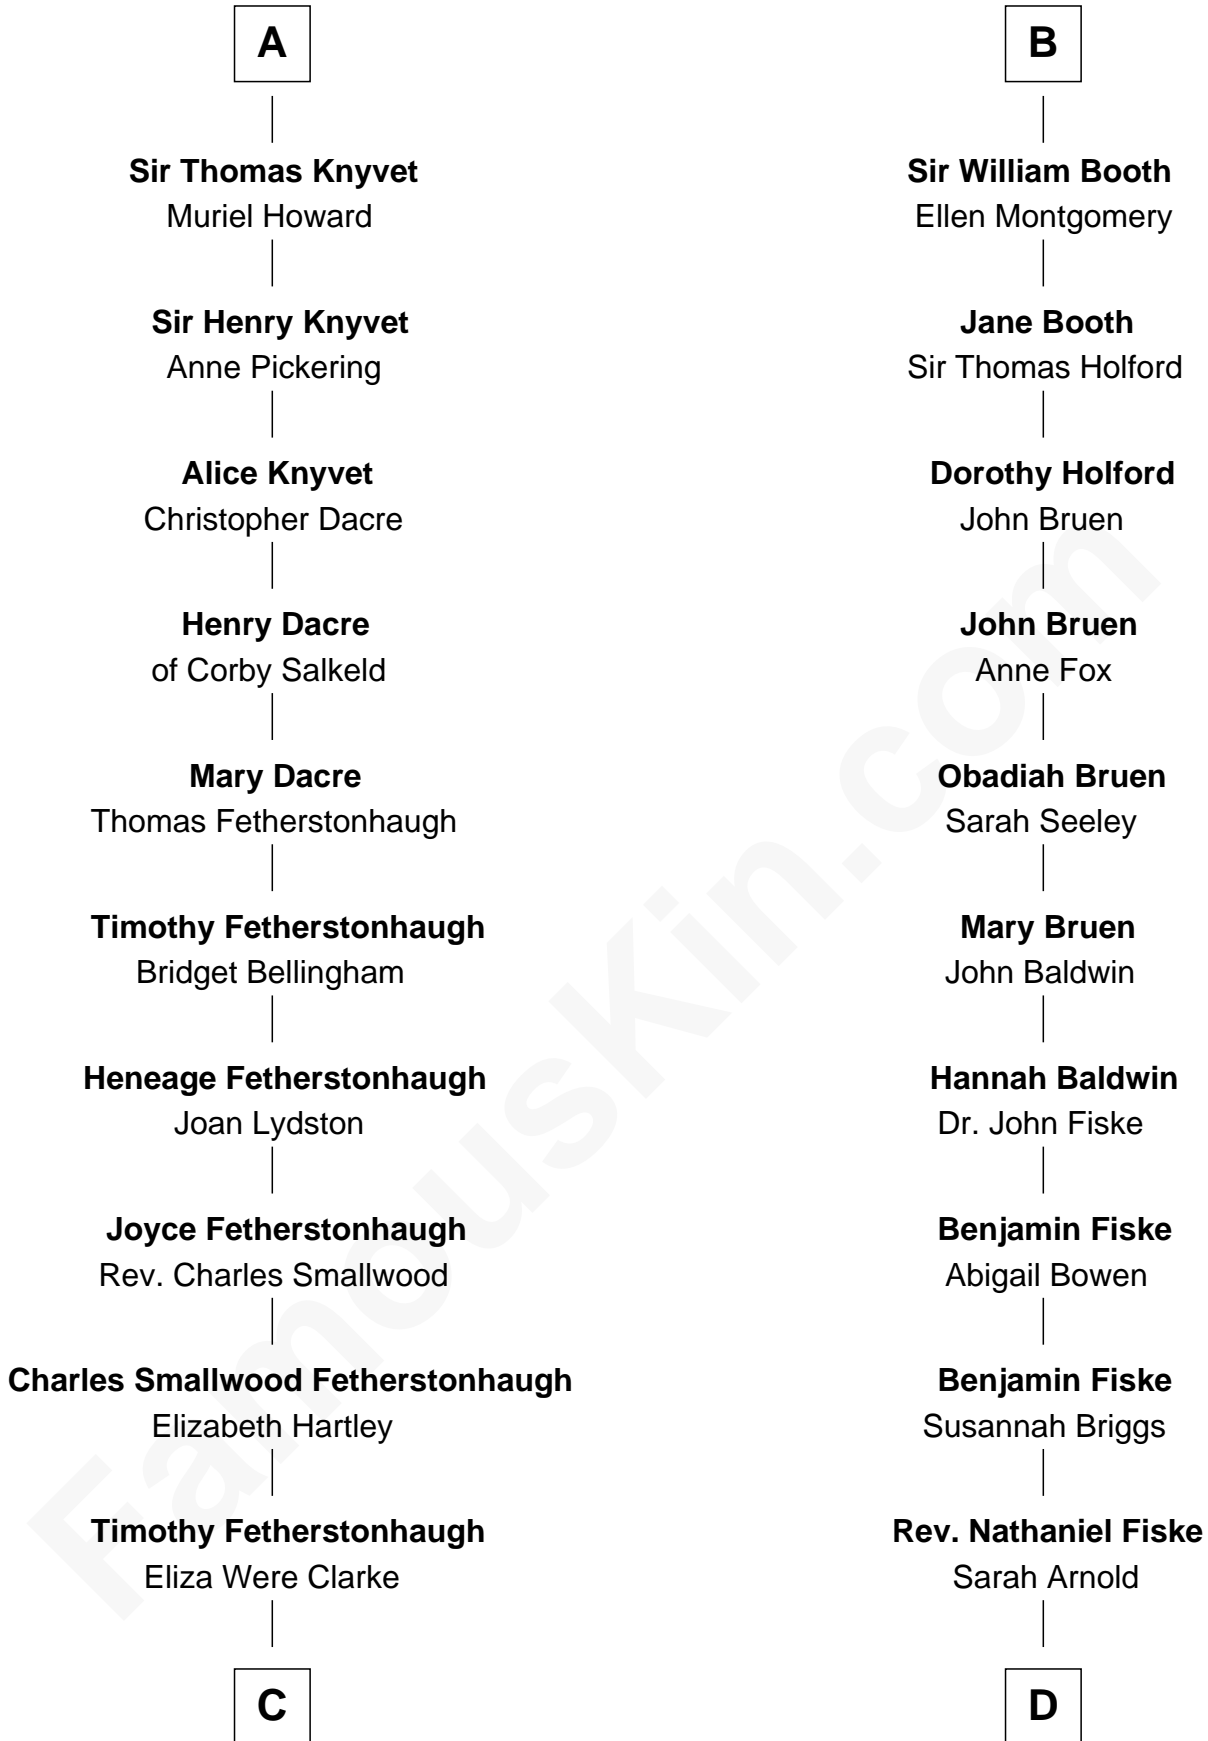 A
Sir Thomas Knyvet
Muriel Howard
Sir Henry Knyvet
Anne Pickering
Alice Knyvet
Christopher Dacre
Henry Dacre
of Corby Salkeld
Mary Dacre
Thomas Fetherstonhaugh
Timothy Fetherstonhaugh
Bridget Bellingham
Heneage Fetherstonhaugh
Joan Lydston
Joyce Fetherstonhaugh
Rev. Charles Smallwood
Charles Smallwood Fetherstonhaugh
Elizabeth Hartley
Timothy Fetherstonhaugh
Eliza Were Clarke
C
B
Sir William Booth
Ellen Montgomery
Jane Booth
Sir Thomas Holford
Dorothy Holford
John Bruen
John Bruen
Anne Fox
Obadiah Bruen
Sarah Seeley
Mary Bruen
John Baldwin
Hannah Baldwin
Dr. John Fiske
Benjamin Fiske
Abigail Bowen
Benjamin Fiske
Susannah Briggs
Rev. Nathaniel Fiske
Sarah Arnold
D
FamousKin.com